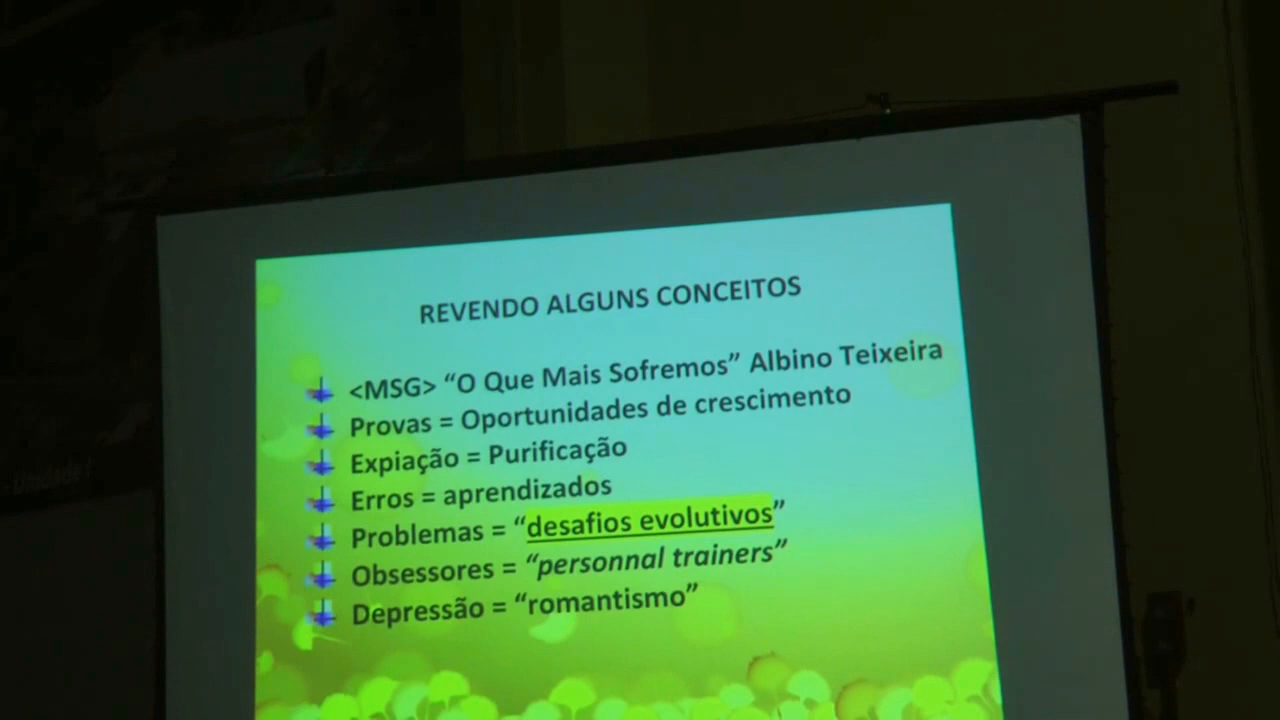 REVENDO ALGUNS CONCEITOS
<MSG> “O Que Mais Sofremos” Albino Teixeira
Provas = Oportunidades de crescimento
Expiação = Purificação
Erros = aprendizados
Problemas = “desafios evolutivos”
Obsessores = “personnal trainers”
Depressão = “romantismo”